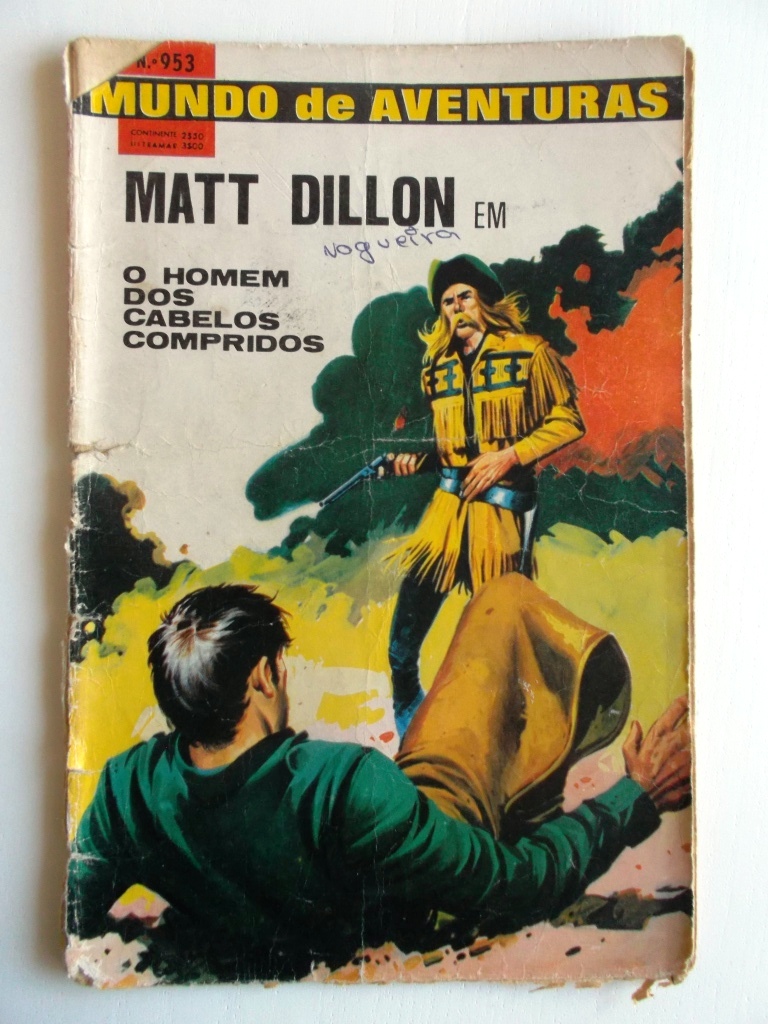 N.º 953
MUNDO de AVENTURAS
CONTINENTE 2$50
ULTRAMAR 3$00
MATT DILLON EM
Nogueira
O HOMEM
DOS
CABELOS
COMPRIDOS